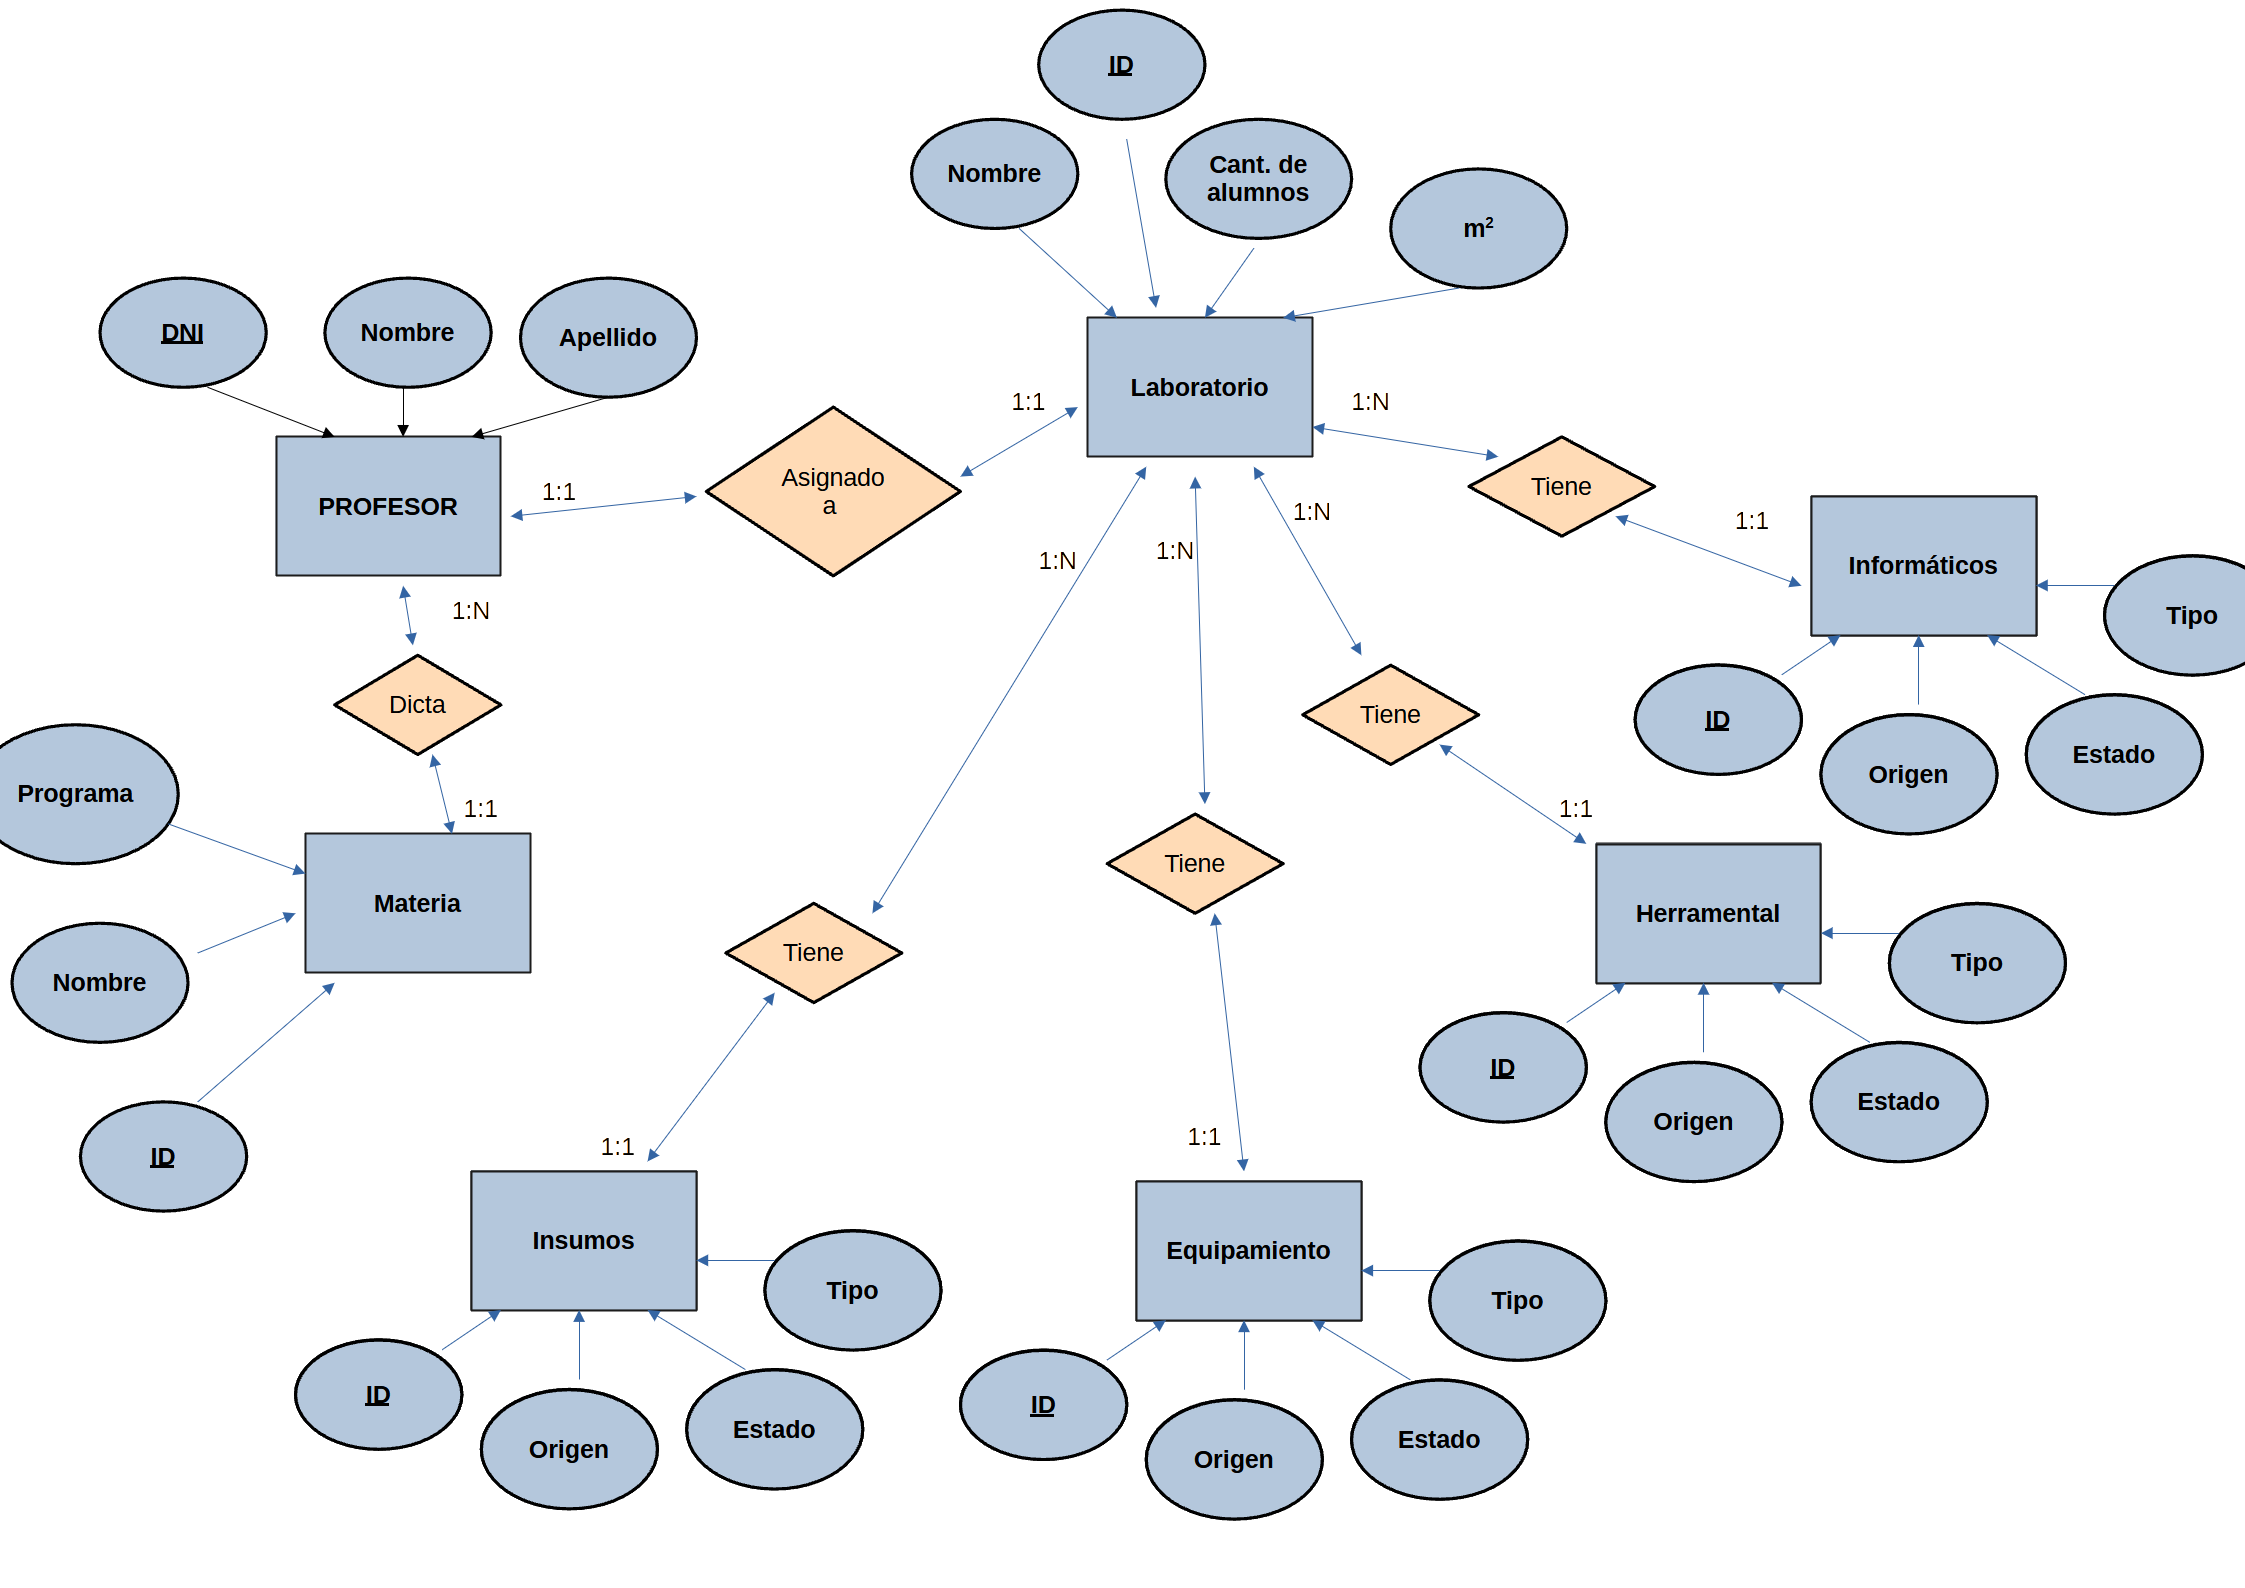 ID
Nombre
Cant. de
alumnos
m²
DNI
Nombre
Apellido
Laboratorio
1:1
1:N
Asignado
a
Tiene
1:1
PROFESOR
1:N
1:1
Informáticos
1:N
1:N
1:N
Tipo
Dicta
Tiene
ID
Estado
Origen
Programa
1:1
1:1
Tiene
Materia
Herramental
Tiene
Tipo
Nombre
ID
Estado
Origen
ID
1:1
1:1
Insumos
Equipamiento
Tipo
Tipo
ID
Estado
Origen
ID
Estado
Origen